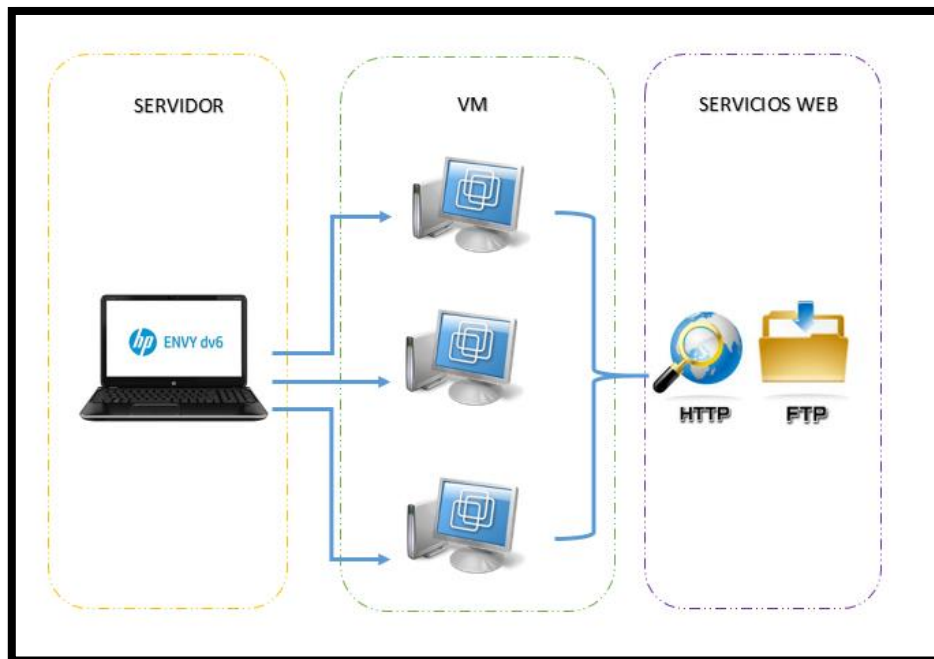 SERVIDOR
VM
SERVICIOS WEB
hp ENVY dv6
HTTP
FTP